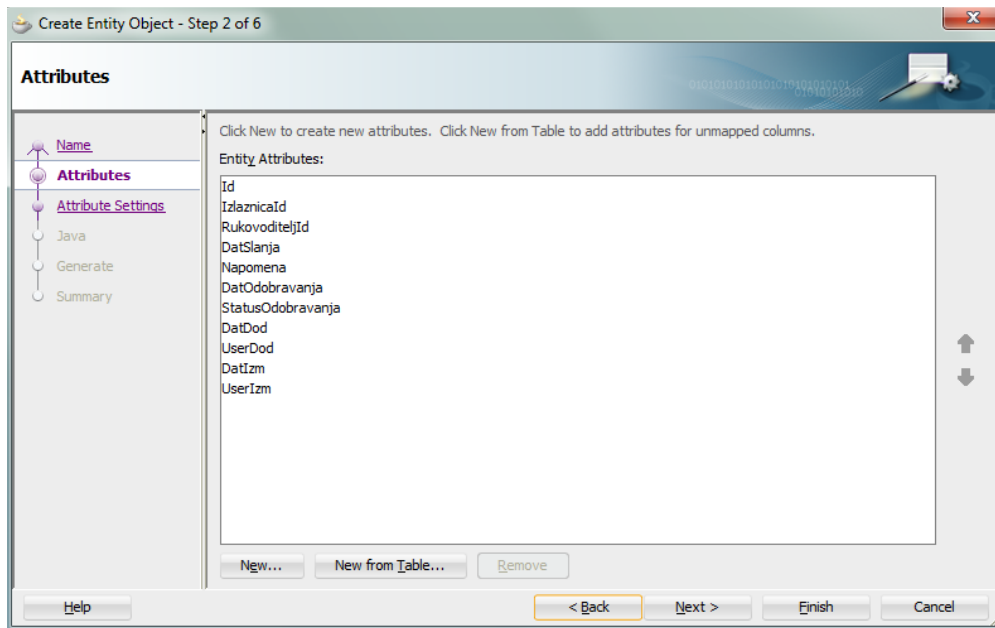 Create Entity Object - Step 2 of 6
Attributes
Name
Attributes
Attribute Settings
Java
Generate
Summary
Click New to create new attributes. Click New from Table to add attributes for unmapped columns.
Entity Attributes:
Id
IzlaznicaId
RukovoditeljId
DatSlanja
Napomena
DatOdobravanja
StatusOdobravanja
DatDod
UserDod
DatIzm
UserIzm
New...
New from Table...
Remove
Help
< Back
Next >
Finish
Cancel